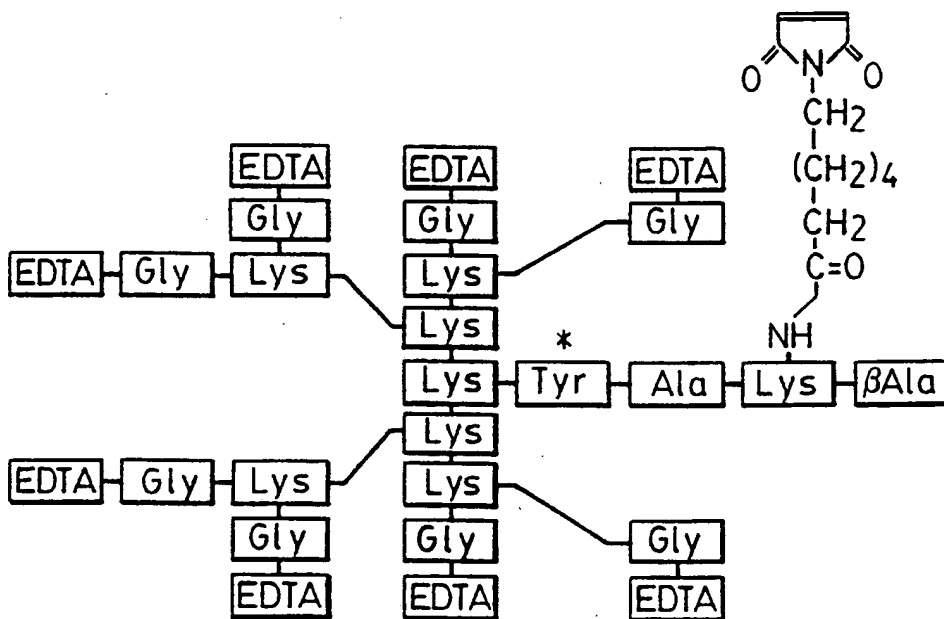 O N O
CH2
(CH2)4
CH2
C=O
NH
EDTA EDTA EDTA
Gly Gly Gly
EDTA Gly Lys Lys
Lys
*
Lys Tyr Ala Lys βAla
Lys
EDTA Gly Lys Lys
Gly Gly Gly
EDTA EDTA EDTA